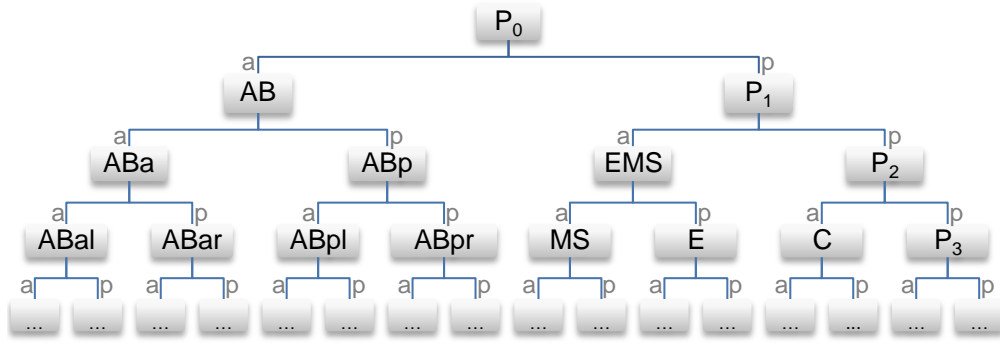 P0
a p
AB P1
a p a p
ABa ABp EMS P2
a p a p a p a p
ABal ABar ABpl ABpr MS E C P3
a p a p a p a p a p a p a p a p
... ... ... ... ... ... ... ... ... ... ... ... ... ... ... ...